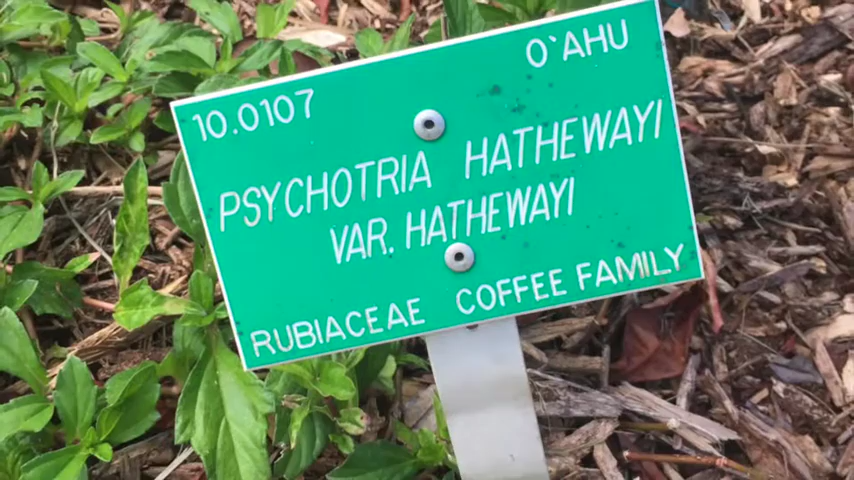 10.0107 O`AHU
PSYCHOTRIA HATHEWAYI
VAR. HATHEWAYI
RUBIACEAE COFFEE FAMILY